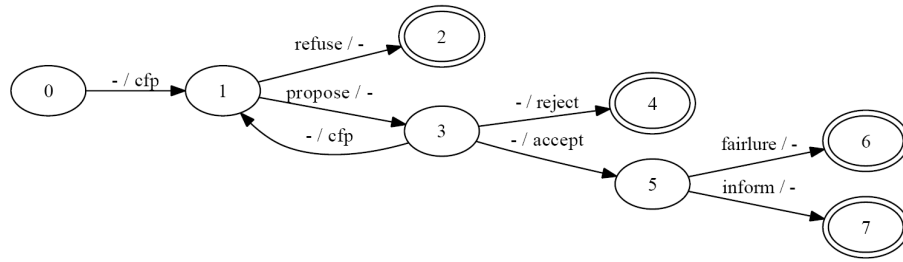 0
- / cfp
1
refuse / -
2
propose / -
- / cfp
3
- / reject
4
- / accept
5
fairlure / -
6
inform / -
7